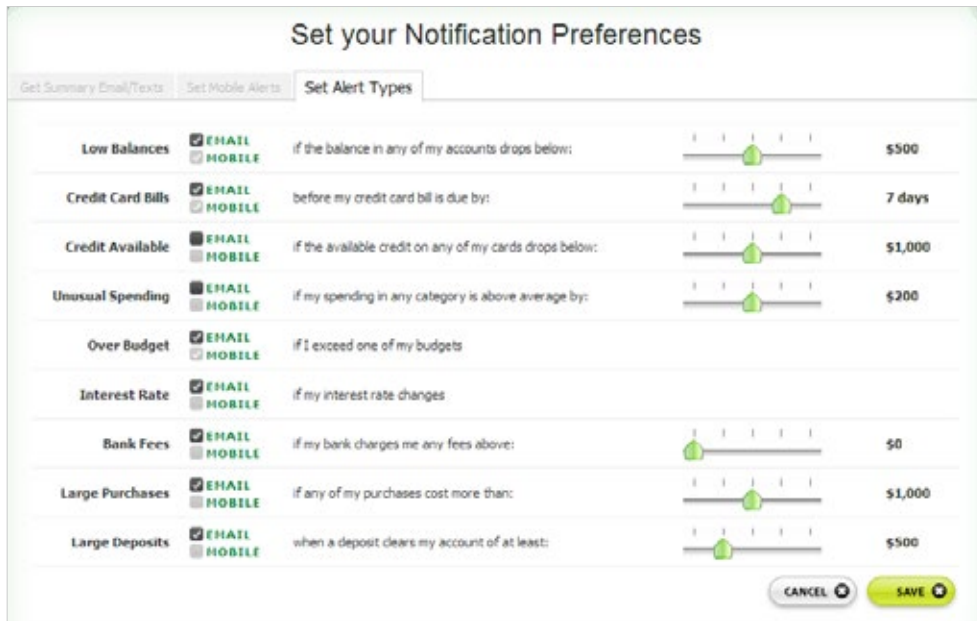 Set your Notification Preferences
Get Summary Email/Texts Set Mobile Alerts Set Alert Types
Low Balances EMAIL MOBILE if the balance in any of my accounts drops below: $500
Credit Card Bills EMAIL MOBILE before my credit card bill is due by: 7 days
Credit Available EMAIL MOBILE if the available credit on any of my cards drops below: $1,000
Unusual Spending EMAIL MOBILE if my spending in any category is above average by: $200
Over Budget EMAIL MOBILE if I exceed one of my budgets
Interest Rate EMAIL MOBILE if my interest rate changes
Bank Fees EMAIL MOBILE if my bank charges me any fees above: $0
Large Purchases EMAIL MOBILE if any of my purchases cost more than: $1,000
Large Deposits EMAIL MOBILE when a deposit clears my account of at least: $500
CANCEL SAVE